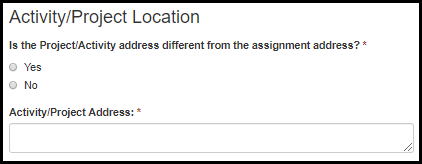 Activity/Project Location
Is the Project/Activity address different from the assignment address? *
Yes
No
Activity/Project Address: *